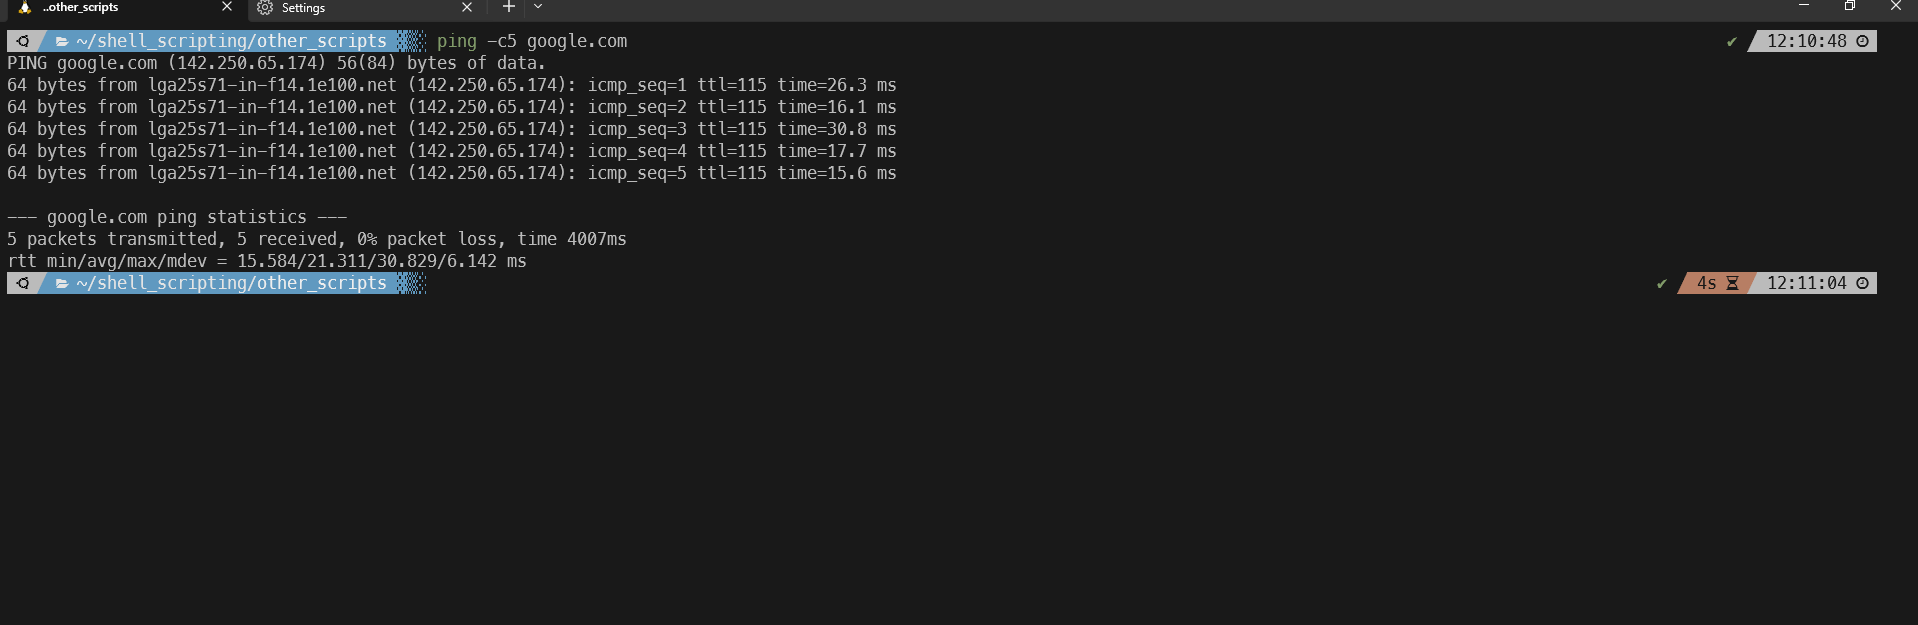 ..other_scripts
Settings
~/shell_scripting/other_scripts ping -c5 google.com ✔ 12:10:48
PING google.com (142.250.65.174) 56(84) bytes of data.
64 bytes from lga25s71-in-f14.1e100.net (142.250.65.174): icmp_seq=1 ttl=115 time=26.3 ms
64 bytes from lga25s71-in-f14.1e100.net (142.250.65.174): icmp_seq=2 ttl=115 time=16.1 ms
64 bytes from lga25s71-in-f14.1e100.net (142.250.65.174): icmp_seq=3 ttl=115 time=30.8 ms
64 bytes from lga25s71-in-f14.1e100.net (142.250.65.174): icmp_seq=4 ttl=115 time=17.7 ms
64 bytes from lga25s71-in-f14.1e100.net (142.250.65.174): icmp_seq=5 ttl=115 time=15.6 ms
--- google.com ping statistics ---
5 packets transmitted, 5 received, 0% packet loss, time 4007ms
rtt min/avg/max/mdev = 15.584/21.311/30.829/6.142 ms
~/shell_scripting/other_scripts ✔ 4s 12:11:04